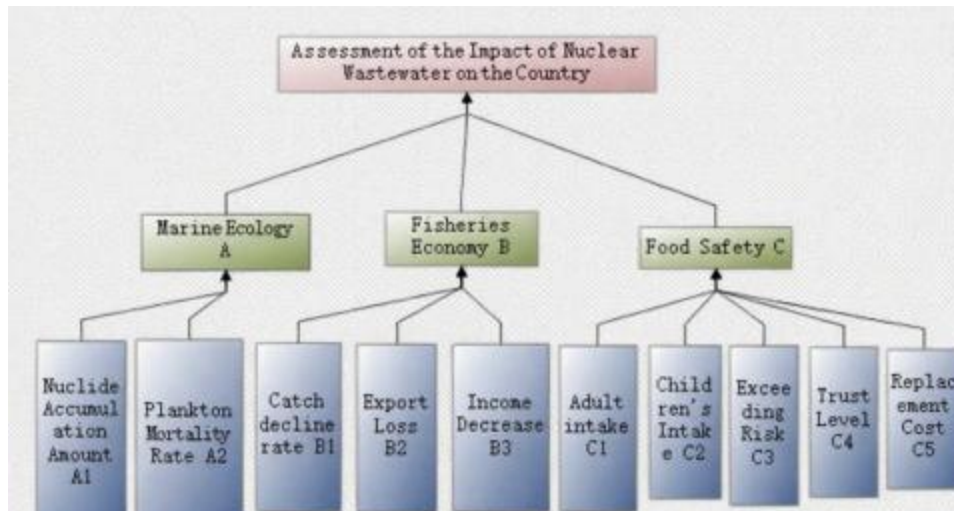 Assessment of the Impact of Nuclear
Wastewater on the Country
Marine Ecology
A
Fisheries
Economy B
Food Safety C
Nuclide
Accumul
ation
Amount
A1
Plankton
Mortality
Rate A2
Catch
decline
rate B1
Export
Loss
B2
Income
Decrease
B3
Adult
intake
C1
Child
ren's
Intak
e C2
Excee
ding
Risk
C3
Trust
Level
C4
Replac
ement
Cost
C5